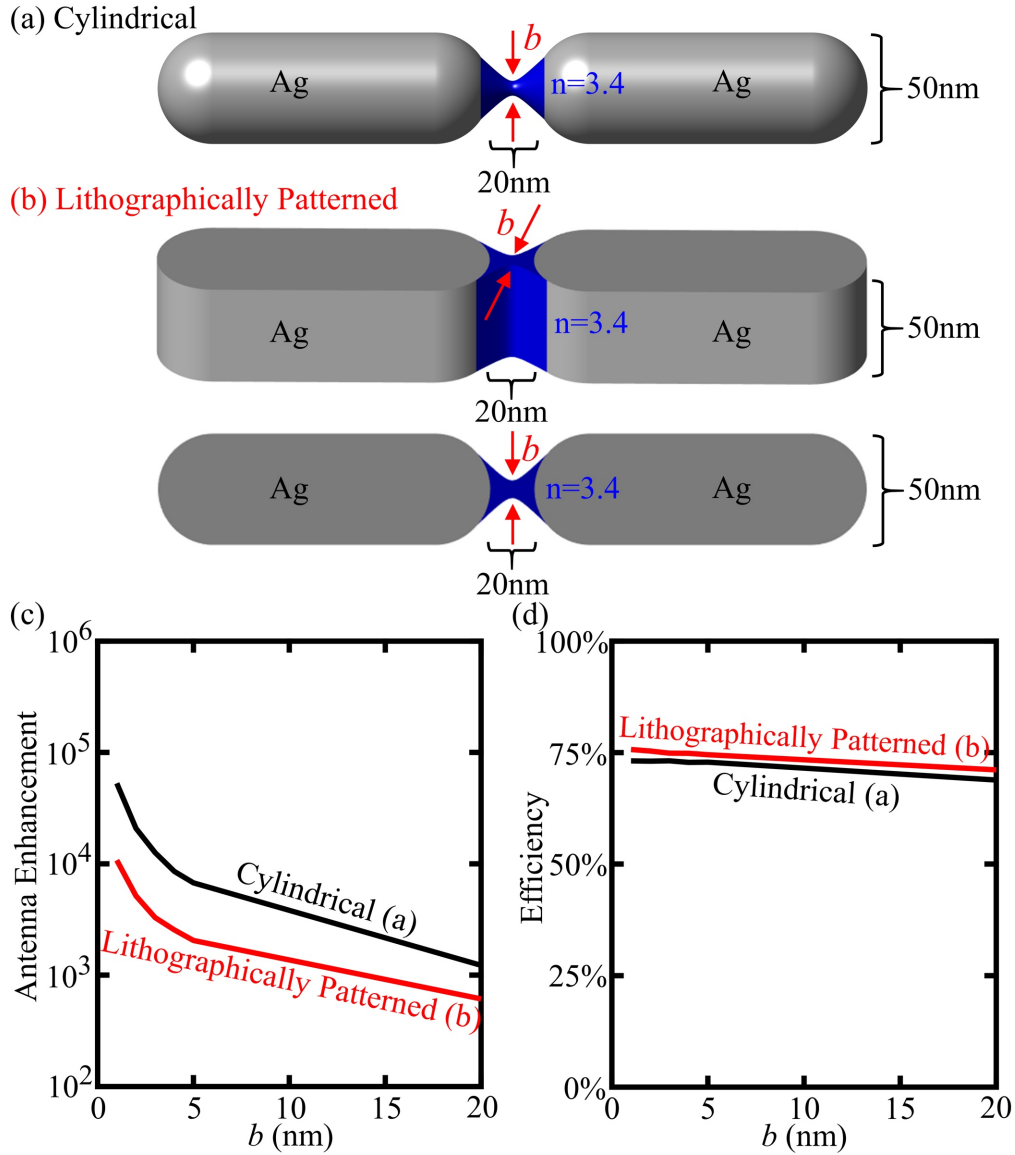 (a) Cylindrical
b
Ag
n=3.4
Ag
50nm
20nm
(b) Lithographically Patterned
b
Ag
n=3.4
Ag
50nm
20nm
b
Ag
n=3.4
Ag
50nm
20nm
(c)
10^6
10^5
10^4
10^3
10^2
Antenna Enhancement
Cylindrical (a)
Lithographically Patterned (b)
0 5 10 15 20
b (nm)
(d)
100%
75%
50%
25%
0%
Efficiency
Lithographically Patterned (b)
Cylindrical (a)
0 5 10 15 20
b (nm)